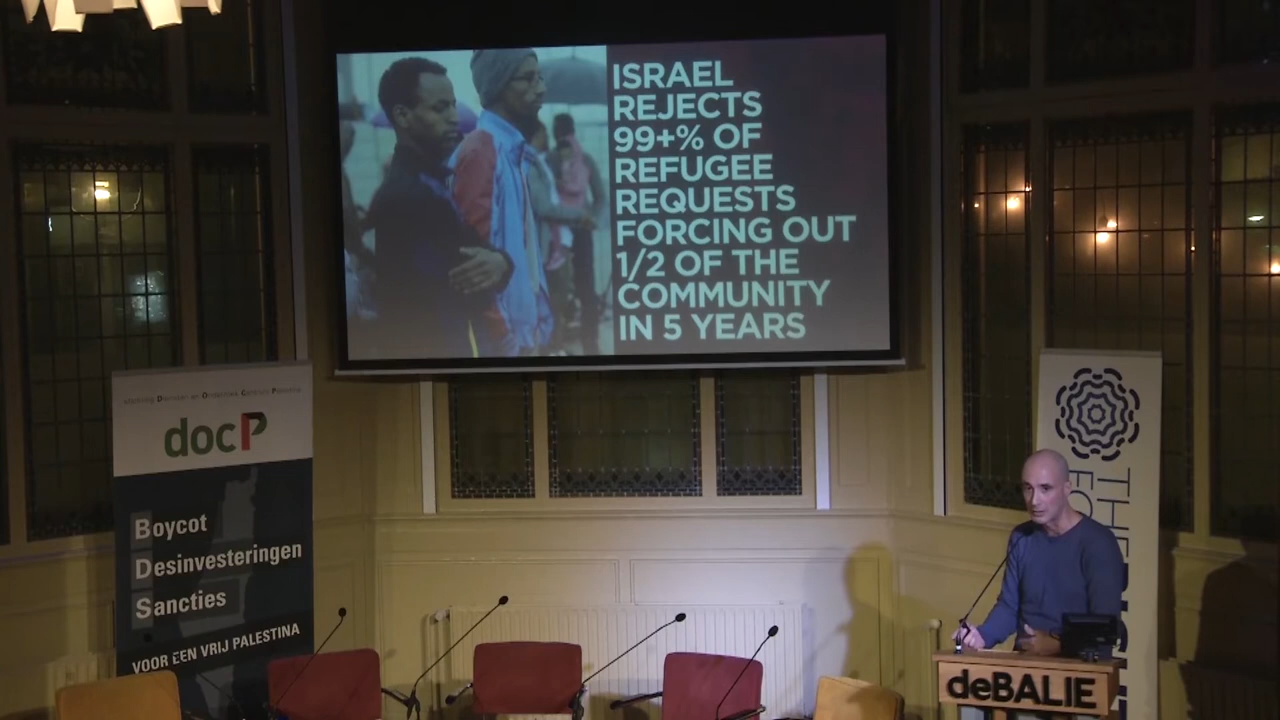 ISRAEL
REJECTS
99+% OF
REFUGEE
REQUESTS
FORCING OUT
1/2 OF THE
COMMUNITY
IN 5 YEARS
docP
Boycot
Desinvesteringen
Sancties
VOOR EEN VRIJ PALESTINA
THE
deBALIE